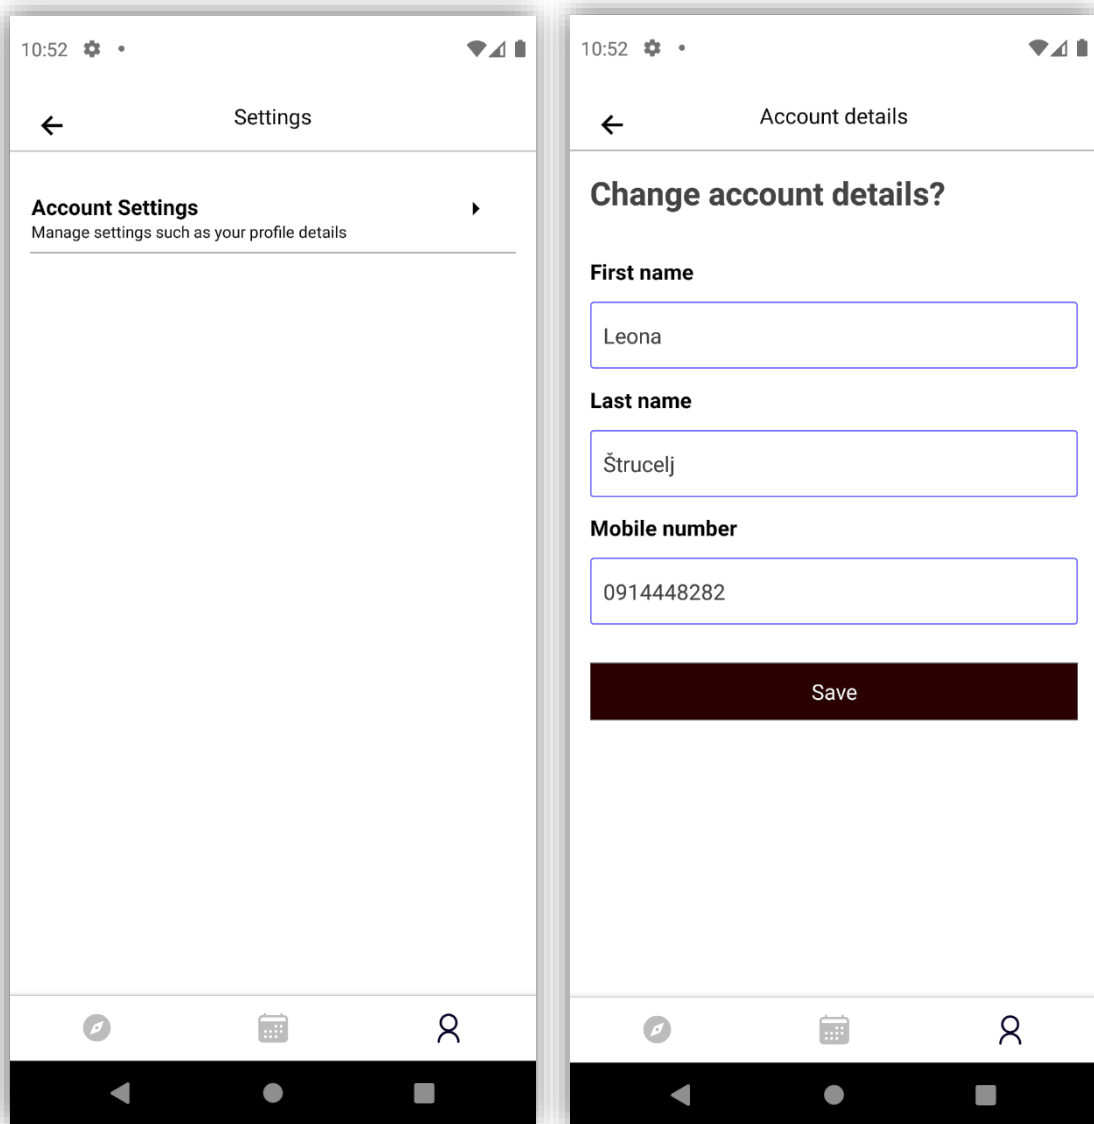 10:52
Settings
Account Settings
Manage settings such as your profile details
10:52
Account details
Change account details?
First name
Leona
Last name
Štrucelj
Mobile number
0914448282
Save